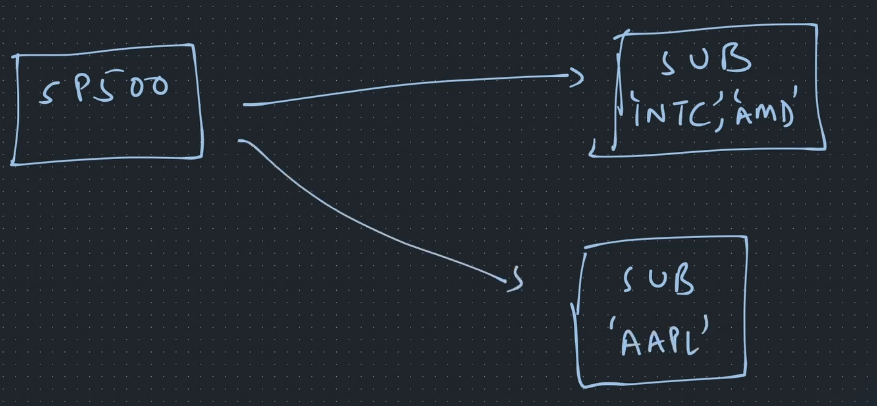 SP500
SUB
'INTC','AMD'
SUB
'AAPL'